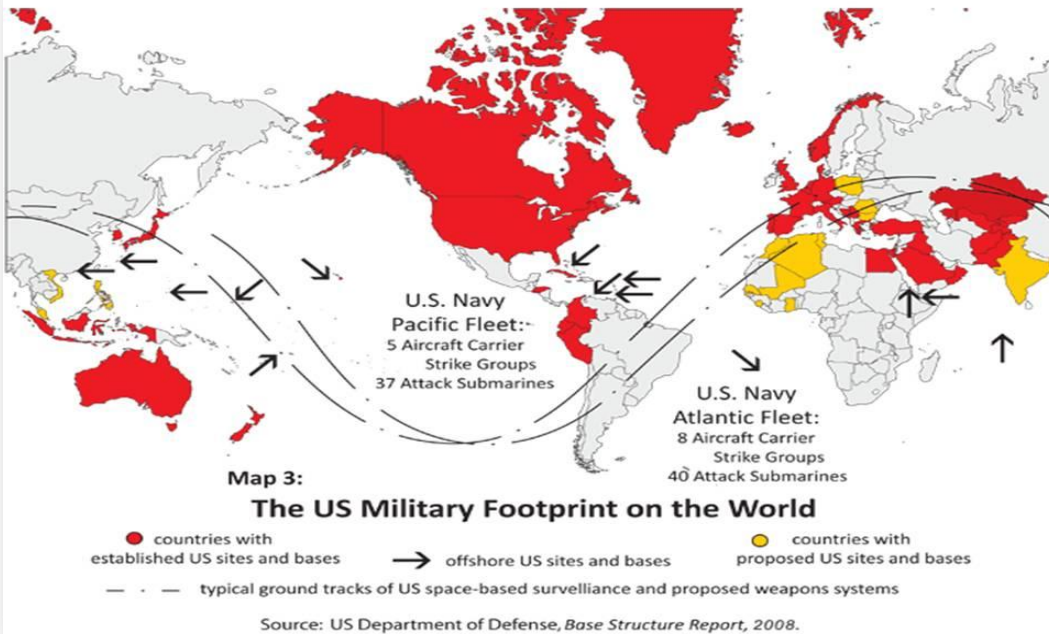 U.S. Navy
Pacific Fleet:
5 Aircraft Carrier
Strike Groups
37 Attack Submarines
U.S. Navy
Atlantic Fleet:
8 Aircraft Carrier
Strike Groups
40 Attack Submarines
Map 3:
The US Military Footprint on the World
countries with
established US sites and bases
offshore US sites and bases
countries with
proposed US sites and bases
typical ground tracks of US space-based survelliance and proposed weapons systems
Source: US Department of Defense, Base Structure Report, 2008.